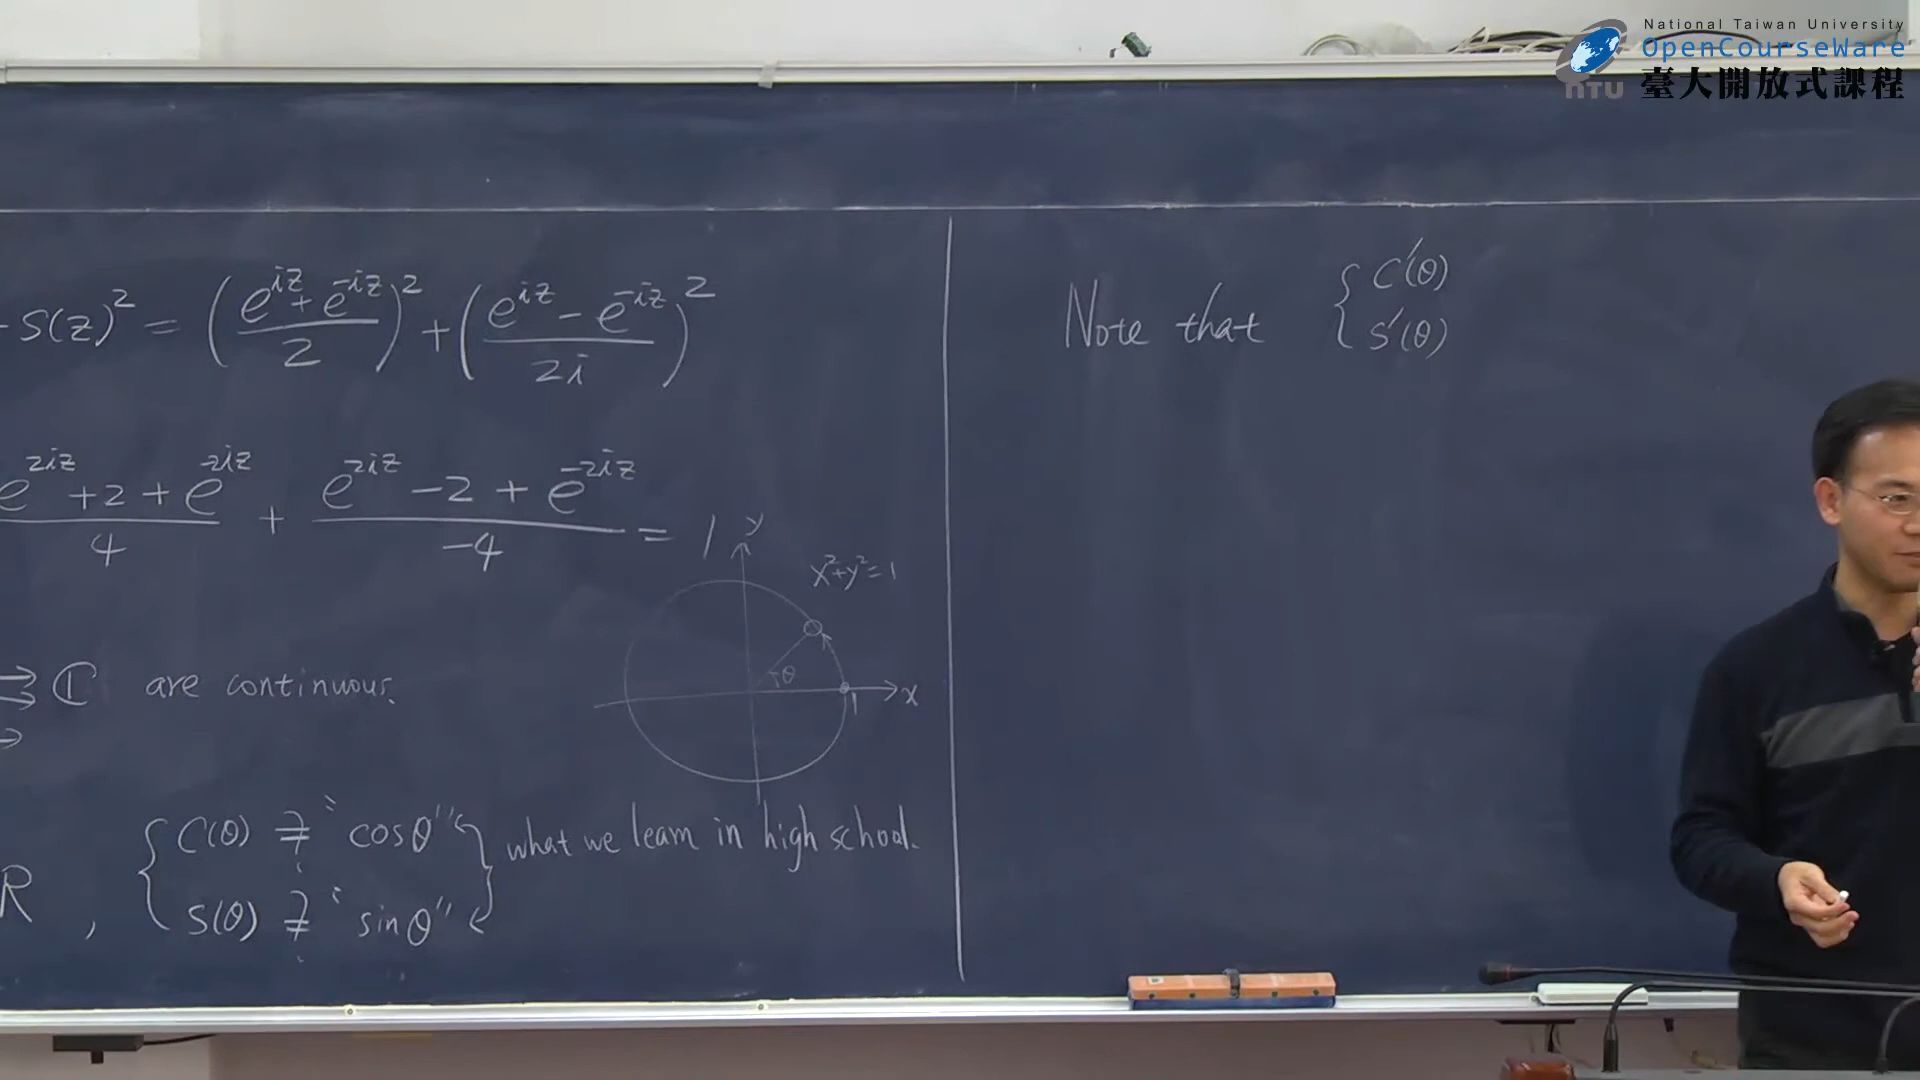 National Taiwan University
OpenCourseWare
NTU 臺大開放式課程
S(z)² = ((e^{iz} + e^{-iz})/2)² + ((e^{iz} - e^{-iz})/2i)²
(e^{2iz} + 2 + e^{-2iz})/4 + (e^{2iz} - 2 + e^{-2iz})/-4 = 1
y
x²+y²=1
θ
1
x
→ ℂ are continuous.
→
ℝ , { C(θ) ≟ "cosθ"
S(θ) ≟ "sinθ" } what we learn in high school.
Note that { C'(θ)
S'(θ)